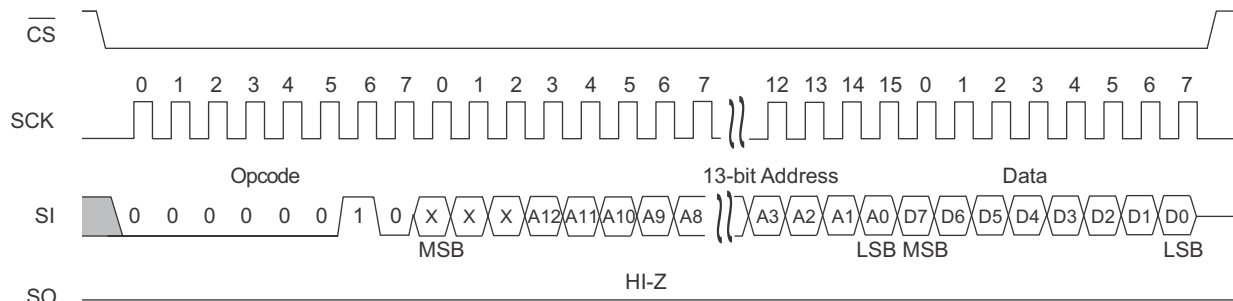 CS
0 1 2 3 4 5 6 7 0 1 2 3 4 5 6 7 12 13 14 15 0 1 2 3 4 5 6 7
SCK
Opcode 13-bit Address Data
SI 0 0 0 0 0 0 1 0 X X X A12 A11 A10 A9 A8 A3 A2 A1 A0 D7 D6 D5 D4 D3 D2 D1 D0
MSB LSB MSB LSB
HI-Z
SO